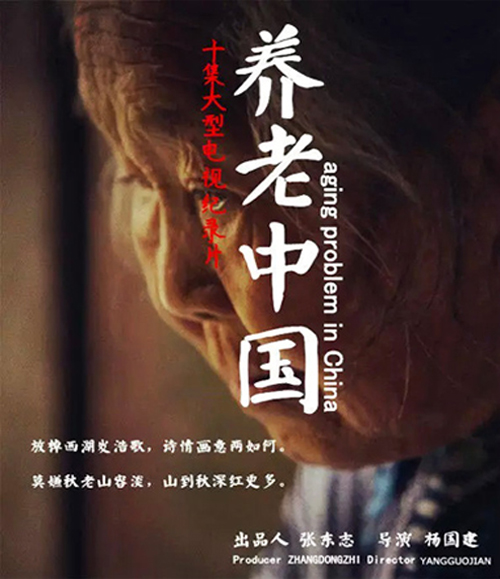 养老中国
十集大型电视纪录片
aging problem in China
放棹西湖发浩歌，诗情画意两如何。
莫嫌秋老山容淡，山到秋深红更多。
出品人 张东志 导演 杨国建
Producer ZHANGDONGZHI Director YANGGUOJIAN